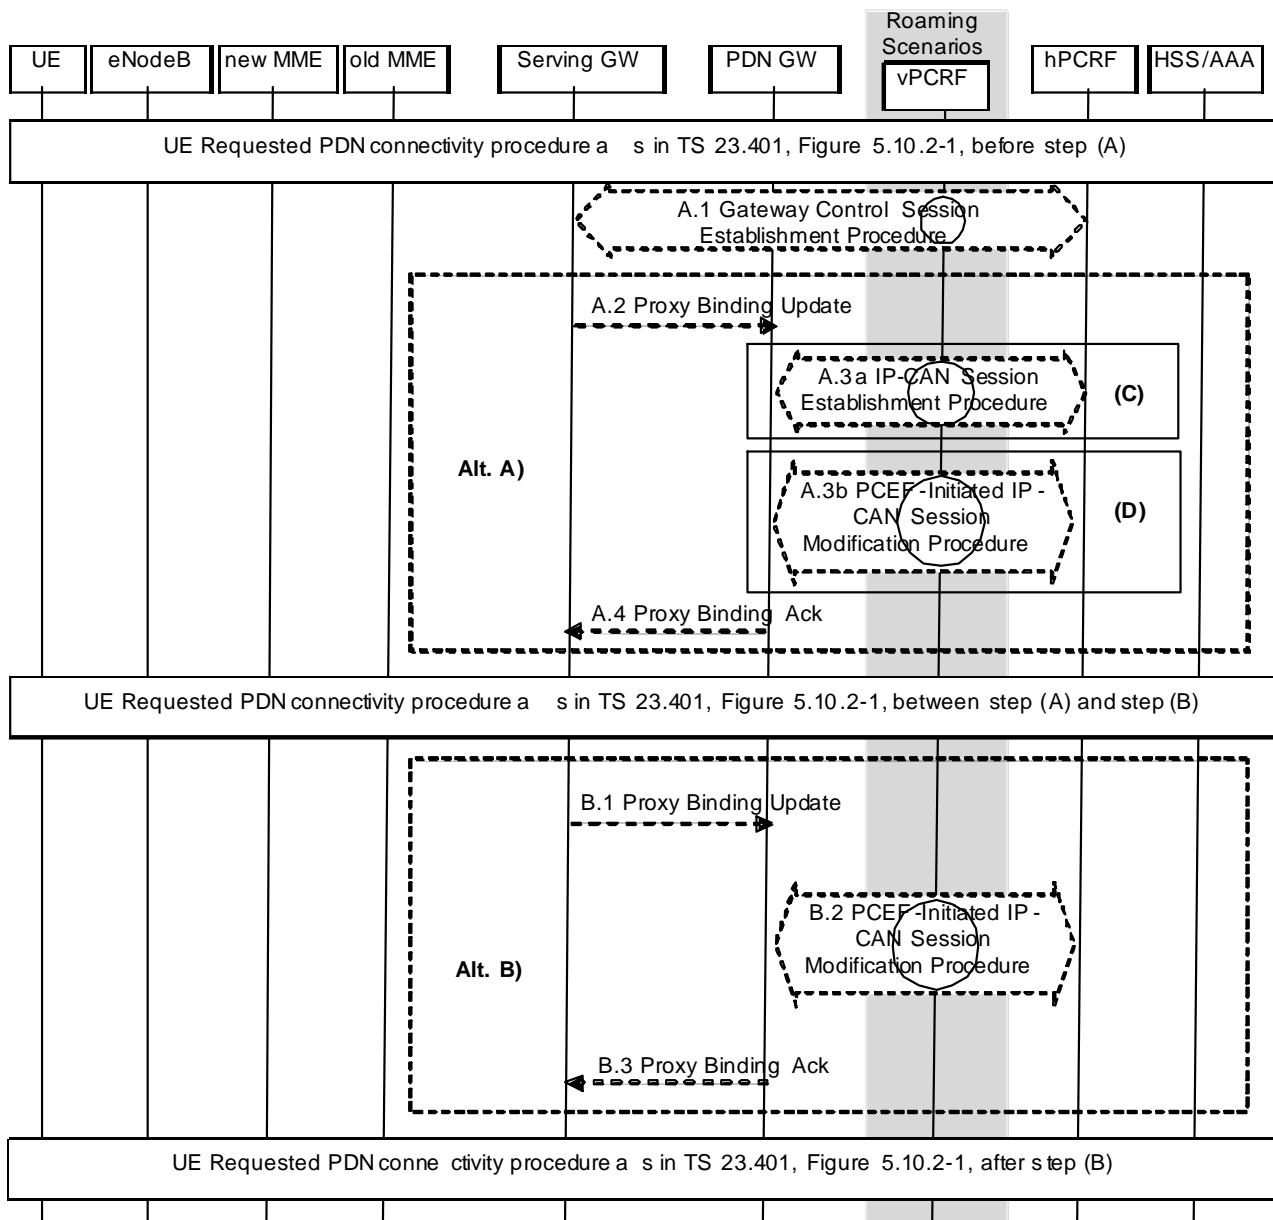 Roaming
Scenarios
UE
eNodeB
new MME
old MME
Serving GW
PDN GW
vPCRF
hPCRF
HSS/AAA
UE Requested PDN connectivity procedure a s in TS 23.401, Figure 5.10.2-1, before step (A)
A.1 Gateway Control Session
Establishment Procedure
A.2 Proxy Binding Update
A.3a IP-CAN Session
Establishment Procedure
(C)
Alt. A)
A.3b PCEF-Initiated IP -
CAN Session
Modification Procedure
(D)
A.4 Proxy Binding Ack
UE Requested PDN connectivity procedure a s in TS 23.401, Figure 5.10.2-1, between step (A) and step (B)
B.1 Proxy Binding Update
B.2 PCEF-Initiated IP -
CAN Session
Modification Procedure
Alt. B)
B.3 Proxy Binding Ack
UE Requested PDN conne ctivity procedure a s in TS 23.401, Figure 5.10.2-1, after step (B)